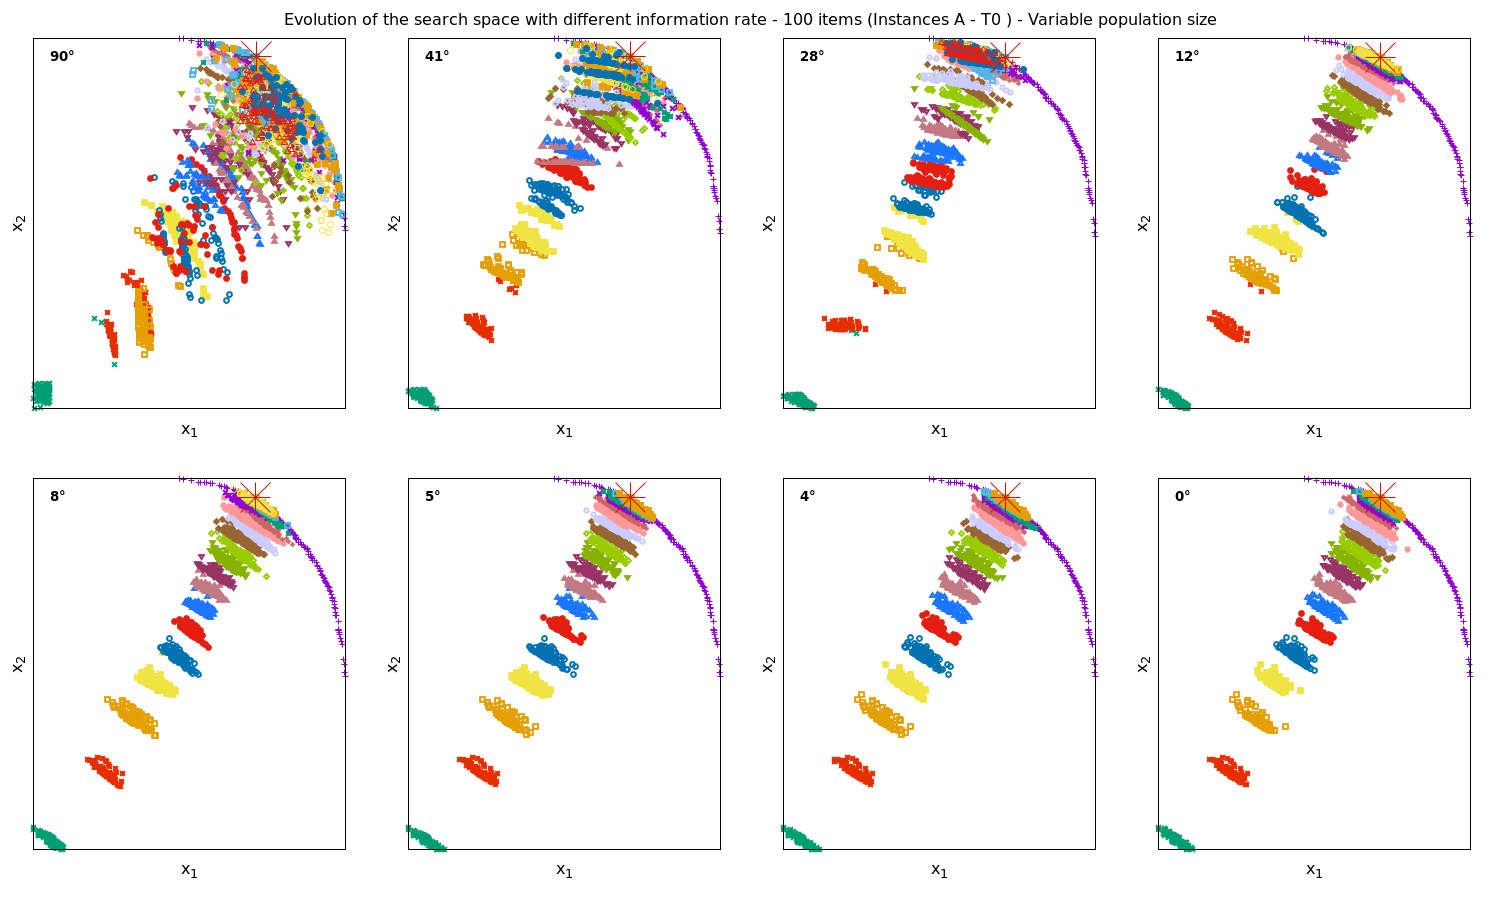 Evolution of the search space with different information rate - 100 items (Instances A - T0 ) - Variable population size
90°
41°
28°
12°
x2
x2
x2
x2
x1
x1
x1
x1
8°
5°
4°
0°
x2
x2
x2
x2
x1
x1
x1
x1